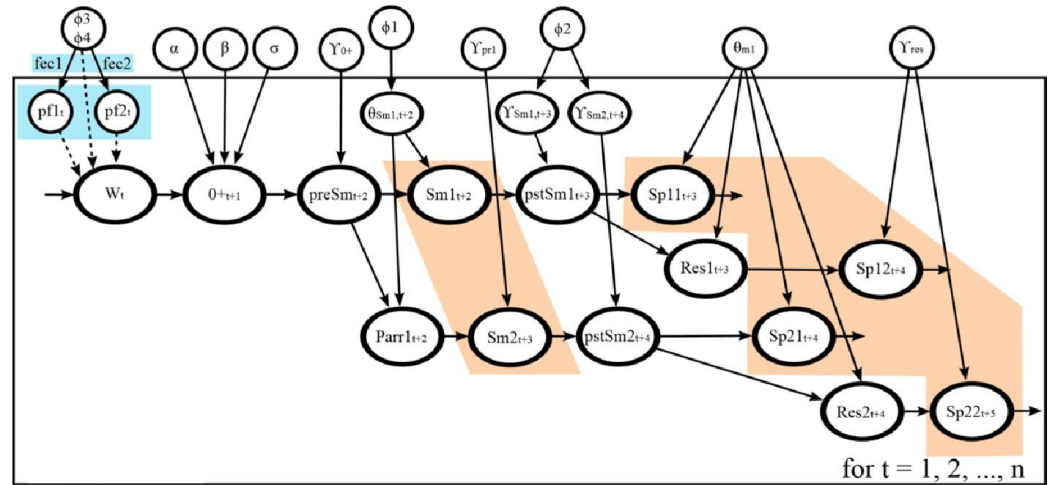 ϕ3
ϕ4
ϕ1
ϕ2
α
β
σ
ϒ0+
ϒpr1
θm1
ϒres
fec1
fec2
pf1t
pf2t
θSm1,t+2
ϒSm1,t+3
ϒSm2,t+4
Wt
0+t+1
preSmt+2
Sm1t+2
pstSm1t+3
Sp11t+3
Res1t+3
Sp12t+4
Parr1t+2
Sm2t+3
pstSm2t+4
Sp21t+4
Res2t+4
Sp22t+5
for t = 1, 2, ..., n